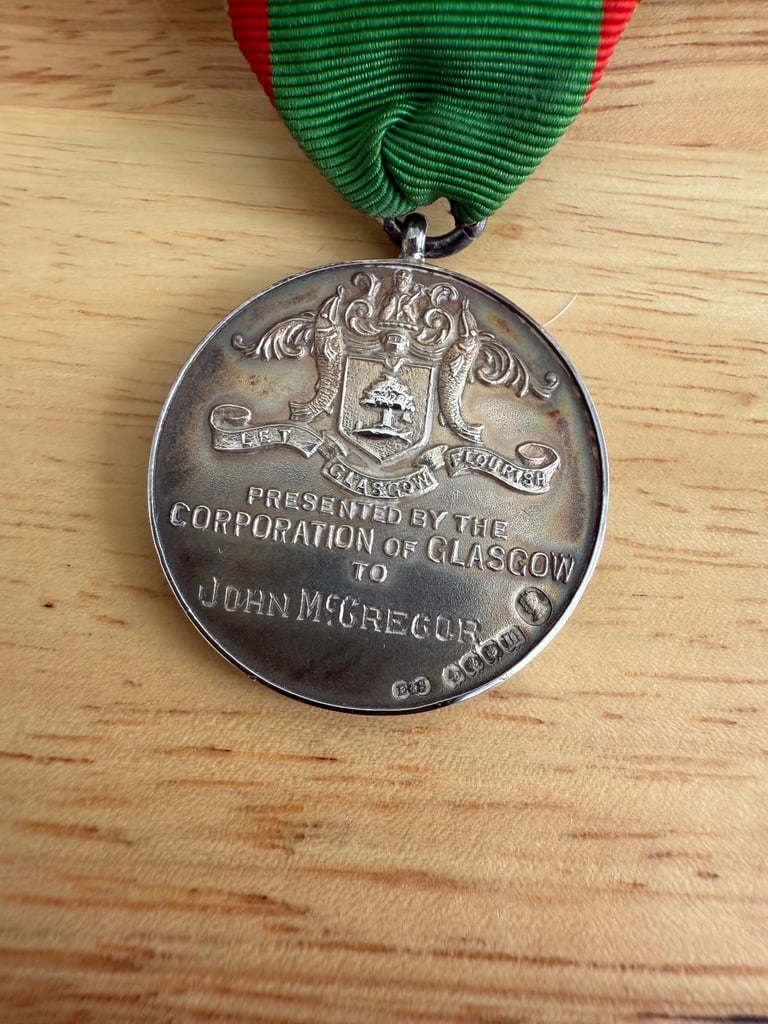 LET GLASGOW FLOURISH
PRESENTED BY THE
CORPORATION OF GLASGOW
TO
JOHN McGREGOR